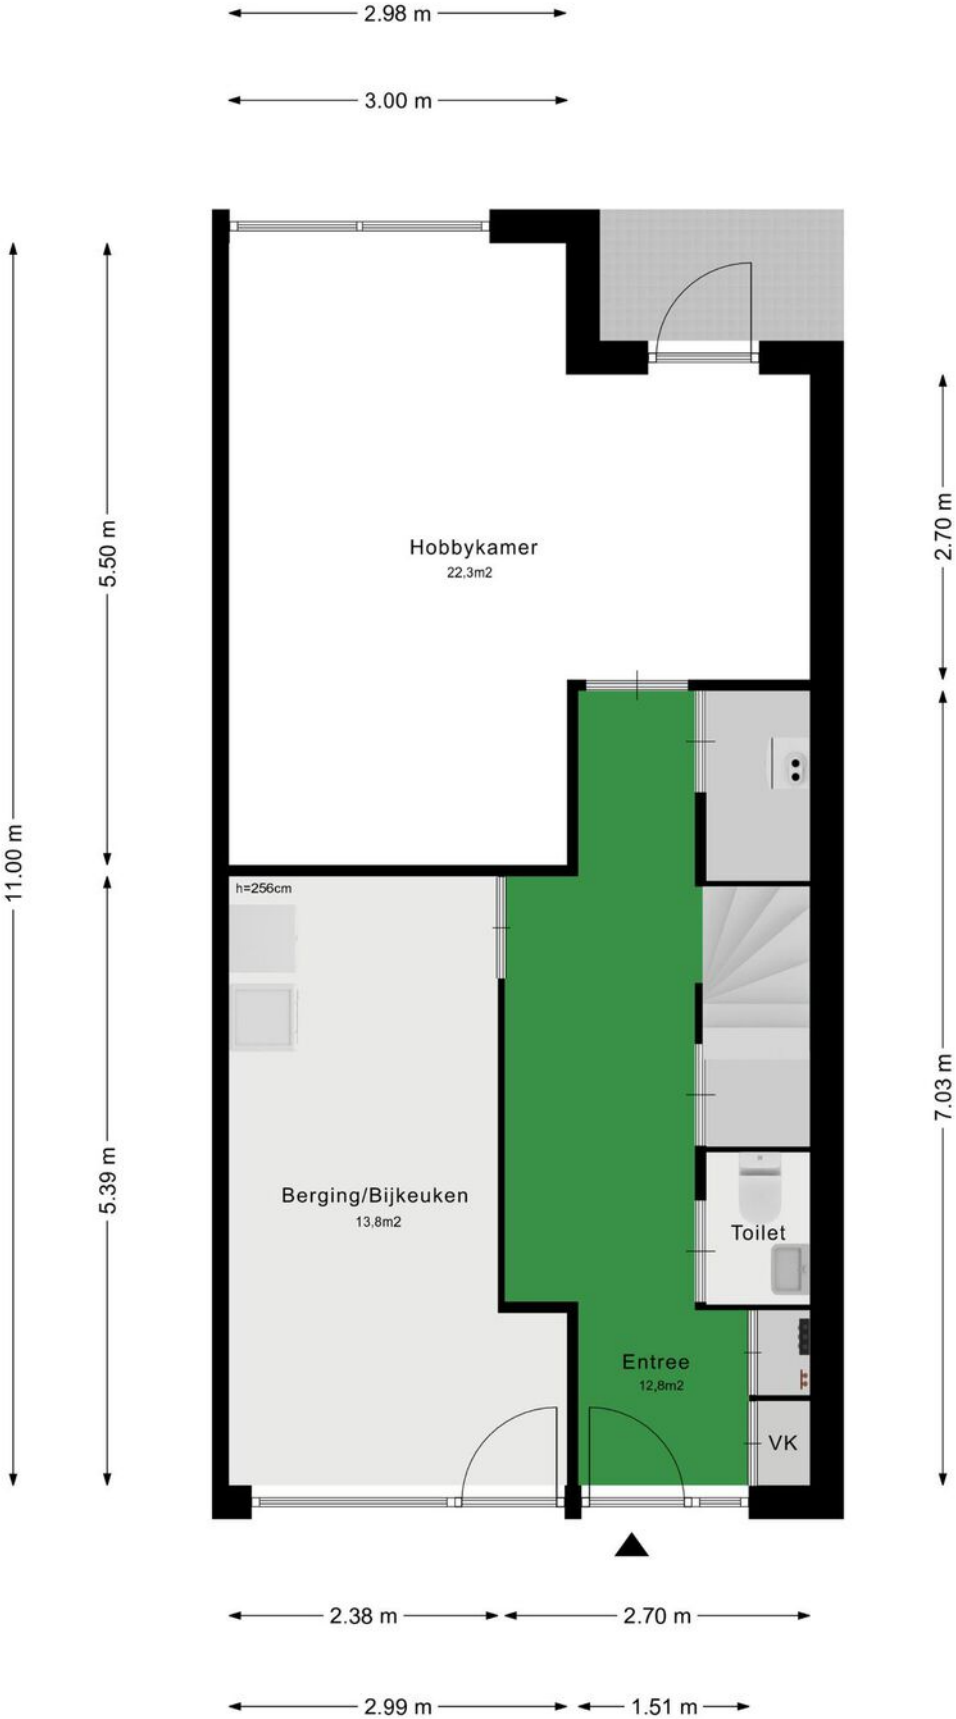 2.98 m
3.00 m
5.50 m
2.70 m
Hobbykamer
22,3m2
11.00 m
h=256cm
7.03 m
5.39 m
Berging/Bijkeuken
13,8m2
Toilet
Entree
12,8m2
VK
2.38 m
2.70 m
2.99 m
1.51 m